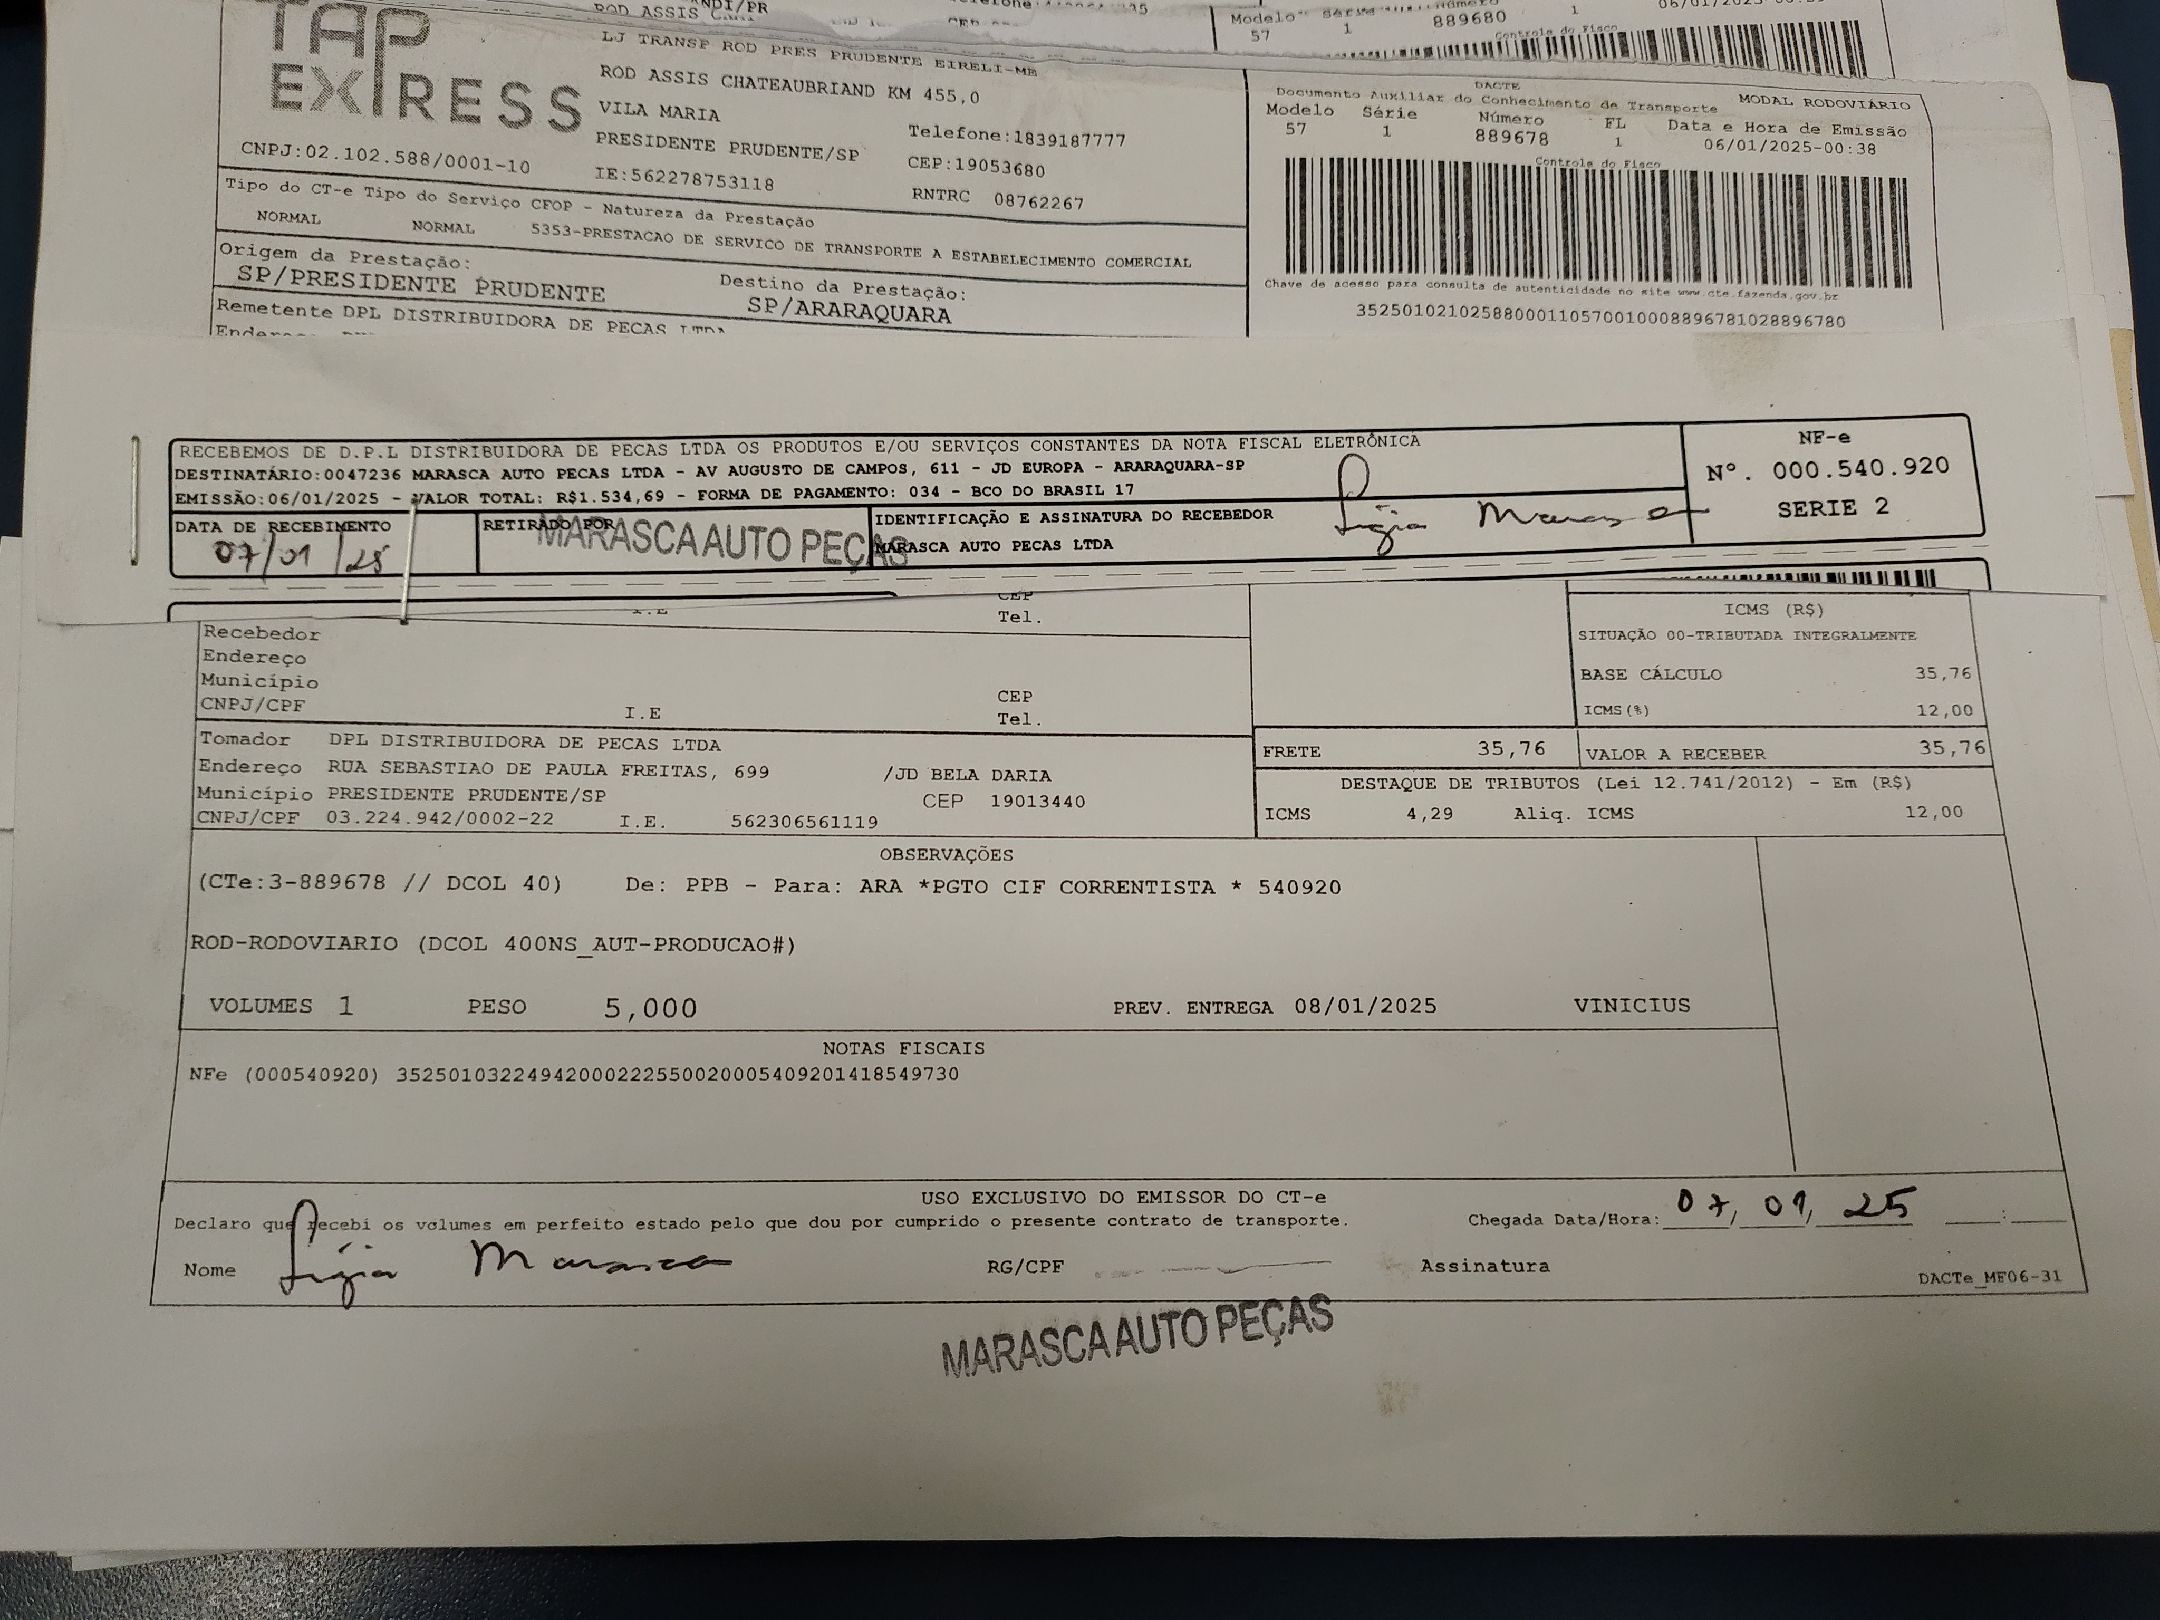 ROD ASSIS
NDI/PR
Modelo Série Número
57 1 889680 1
Controle do Fisco
TAP
EXPRESS
LJ TRANSP ROD PRES PRUDENTE EIRELI-ME
ROD ASSIS CHATEAUBRIAND KM 455,0
VILA MARIA
PRESIDENTE PRUDENTE/SP
Telefone:1839187777
CEP:19053680
CNPJ:02.102.588/0001-10
IE:562278753118
RNTRC 08762267
DACTE
Documento Auxiliar do Conhecimento de Transporte
MODAL RODOVIÁRIO
Modelo Série Número FL Data e Hora de Emissão
57 1 889678 1 06/01/2025-00:38
Controle do Fisco
Chave de acesso para consulta de autenticidade no site www.cte.fazenda.gov.br
35250102102588000110570010008896781028896780
Tipo do CT-e Tipo do Serviço CFOP - Natureza da Prestação
NORMAL NORMAL 5353-PRESTACAO DE SERVICO DE TRANSPORTE A ESTABELECIMENTO COMERCIAL
Origem da Prestação:
SP/PRESIDENTE PRUDENTE
Destino da Prestação:
SP/ARARAQUARA
Remetente DPL DISTRIBUIDORA DE PECAS LTDA
RECEBEMOS DE D.P.L DISTRIBUIDORA DE PECAS LTDA OS PRODUTOS E/OU SERVIÇOS CONSTANTES DA NOTA FISCAL ELETRÔNICA
DESTINATÁRIO:0047236 MARASCA AUTO PECAS LTDA - AV AUGUSTO DE CAMPOS, 611 - JD EUROPA - ARARAQUARA-SP
EMISSÃO:06/01/2025 - VALOR TOTAL: R$1.534,69 - FORMA DE PAGAMENTO: 034 - BCO DO BRASIL 17
NF-e
Nº. 000.540.920
SERIE 2
DATA DE RECEBIMENTO
07/01/25
RETIRADO POR
MARASCA AUTO PEÇAS
IDENTIFICAÇÃO E ASSINATURA DO RECEBEDOR
MARASCA AUTO PECAS LTDA
Lígia Marasca
I.E
CEP
Tel.
Recebedor
Endereço
Município
CNPJ/CPF
I.E
CEP
Tel.
ICMS (R$)
SITUAÇÃO 00-TRIBUTADA INTEGRALMENTE
BASE CÁLCULO 35,76
ICMS(%) 12,00
Tomador DPL DISTRIBUIDORA DE PECAS LTDA
Endereço RUA SEBASTIAO DE PAULA FREITAS, 699 /JD BELA DARIA
Município PRESIDENTE PRUDENTE/SP CEP 19013440
CNPJ/CPF 03.224.942/0002-22 I.E. 562306561119
FRETE 35,76 VALOR A RECEBER 35,76
DESTAQUE DE TRIBUTOS (Lei 12.741/2012) - Em (R$)
ICMS 4,29 Aliq. ICMS 12,00
OBSERVAÇÕES
(CTe:3-889678 // DCOL 40) De: PPB - Para: ARA *PGTO CIF CORRENTISTA * 540920
ROD-RODOVIARIO (DCOL 400NS_AUT-PRODUCAO#)
VOLUMES 1 PESO 5,000 PREV. ENTREGA 08/01/2025 VINICIUS
NOTAS FISCAIS
NFe (000540920) 35250103224942000222550020005409201418549730
USO EXCLUSIVO DO EMISSOR DO CT-e
Declaro que recebi os volumes em perfeito estado pelo que dou por cumprido o presente contrato de transporte.
Chegada Data/Hora: 07, 01, 25 :
Nome Lígia Marasca RG/CPF Assinatura
DACTe_MF06-31
MARASCA AUTO PEÇAS